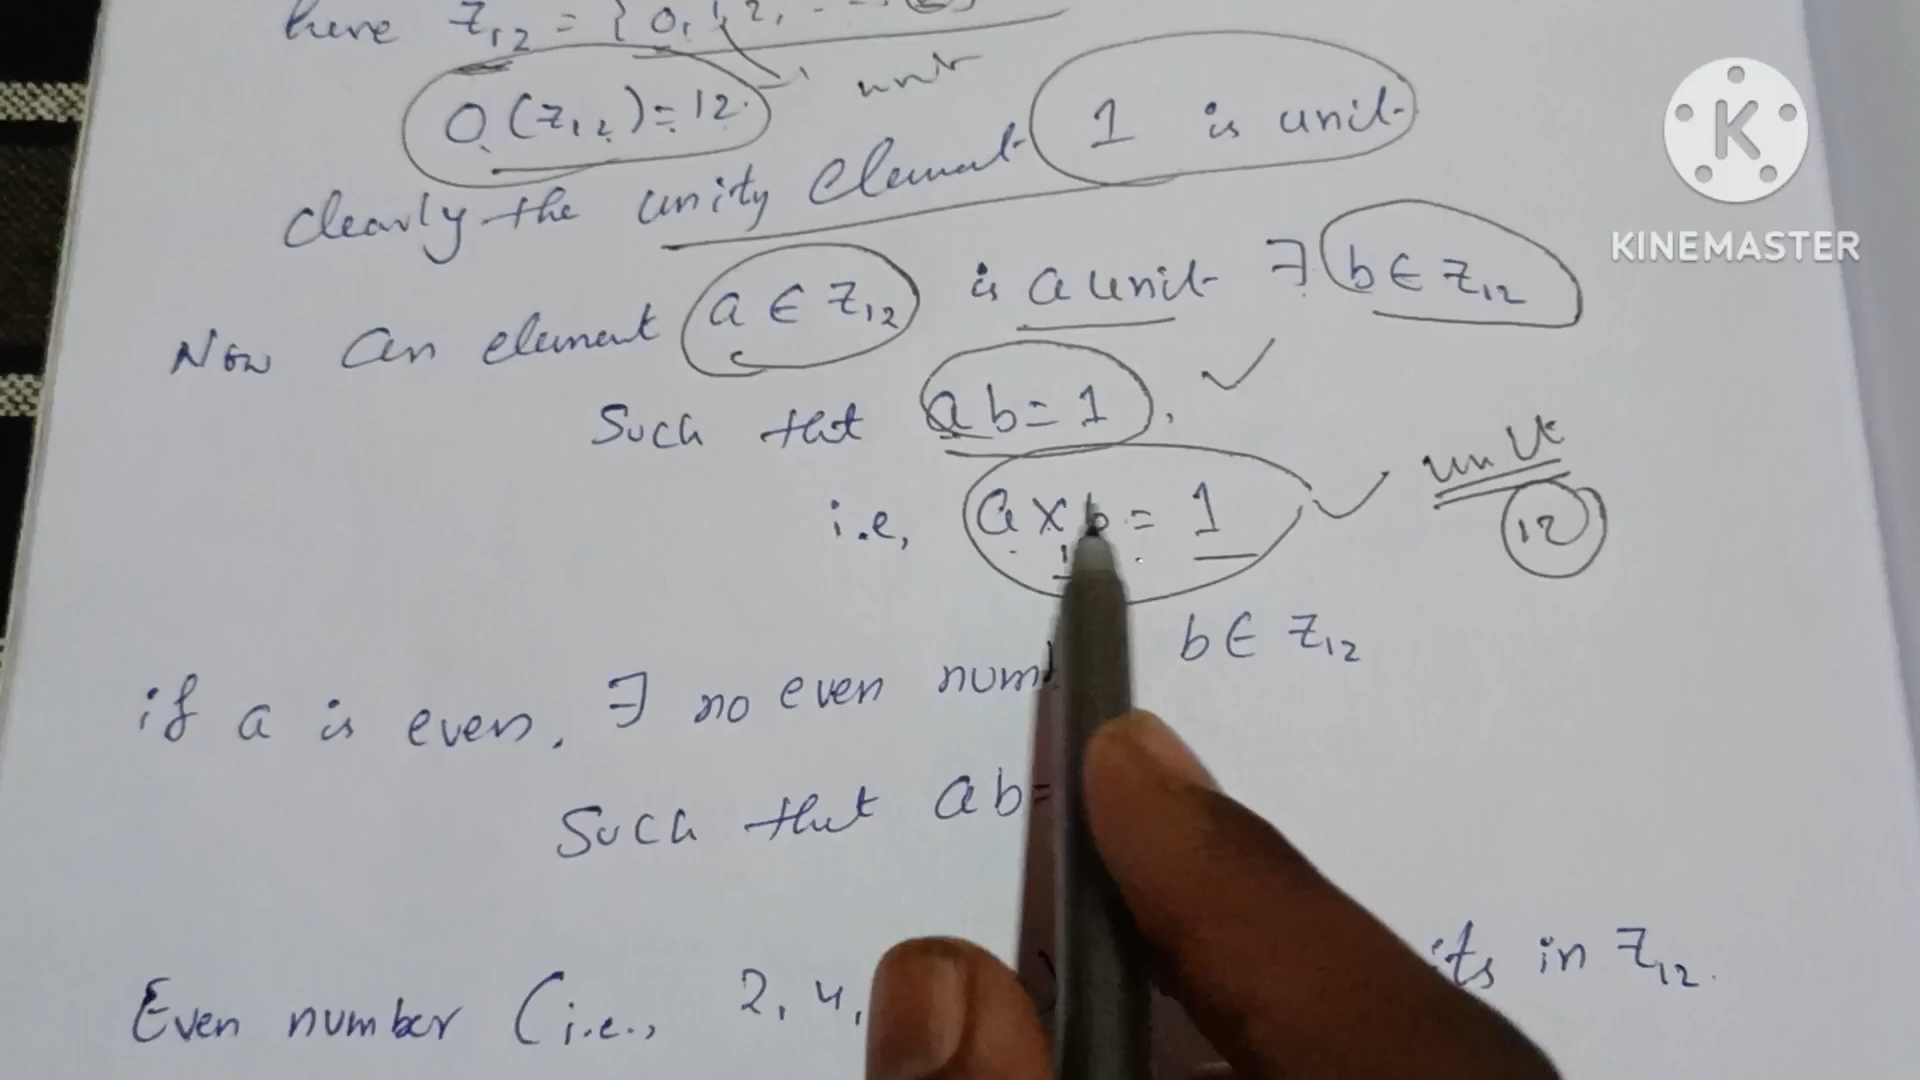 here Z12 = { 0, 1, 2,
unit
O(Z12) = 12.
clearly the unity element 1 is unit
Now an element a ∈ Z12 is a unit ∃ b ∈ Z12
Such that ab = 1.
i.e, a × b = 1
12
unit
12
if a is even, ∃ no even num b ∈ Z12
Such that ab =
Even number (i.e., 2, 4, its in Z12.
K
KINEMASTER